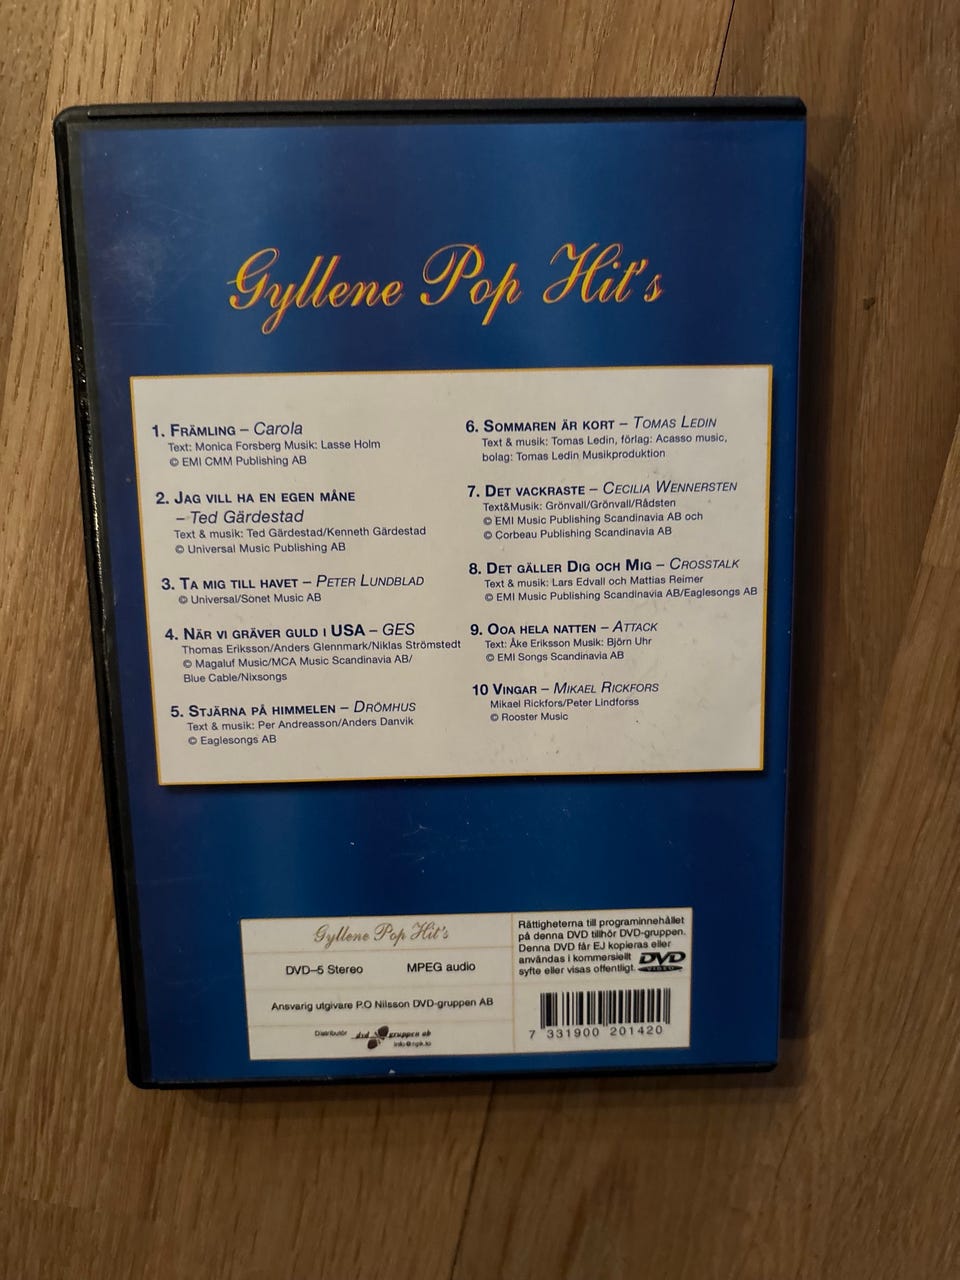 Gyllene Pop Hit's
1. Främling – Carola
Text: Monica Forsberg Musik: Lasse Holm
© EMI CMM Publishing AB
2. Jag vill ha en egen måne
– Ted Gärdestad
Text & musik: Ted Gärdestad/Kenneth Gärdestad
© Universal Music Publishing AB
3. Ta mig till havet – Peter Lundblad
© Universal/Sonet Music AB
4. När vi gräver guld i USA – GES
Thomas Eriksson/Anders Glennmark/Niklas Strömstedt
© Magaluf Music/MCA Music Scandinavia AB/
Blue Cable/Nixsongs
5. Stjärna på himmelen – Drömhus
Text & musik: Per Andreasson/Anders Danvik
© Eaglesongs AB
6. Sommaren är kort – Tomas Ledin
Text & musik: Tomas Ledin, förlag: Acasso music,
bolag: Tomas Ledin Musikproduktion
7. Det vackraste – Cecilia Wennersten
Text&Musik: Grönvall/Grönvall/Rådsten
© EMI Music Publishing Scandinavia AB och
© Corbeau Publishing Scandinavia AB
8. Det gäller Dig och Mig – Crosstalk
Text & musik: Lars Edvall och Mattias Reimer
© EMI Music Publishing Scandinavia AB/Eaglesongs AB
9. Ooa hela natten – Attack
Text: Åke Eriksson Musik: Björn Uhr
© EMI Songs Scandinavia AB
10 Vingar – Mikael Rickfors
Mikael Rickfors/Peter Lindforss
© Rooster Music
Gyllene Pop Hit's
DVD–5 Stereo MPEG audio
Ansvarig utgivare P.O Nilsson DVD-gruppen AB
Distributör dvd gruppen ab
info@ngk.to
Rättigheterna till programinnehållet
på denna DVD tillhör DVD-gruppen.
Denna DVD får EJ kopieras eller
användas i kommersiellt
syfte eller visas offentligt.
DVD
VIDEO
7 331900 201420